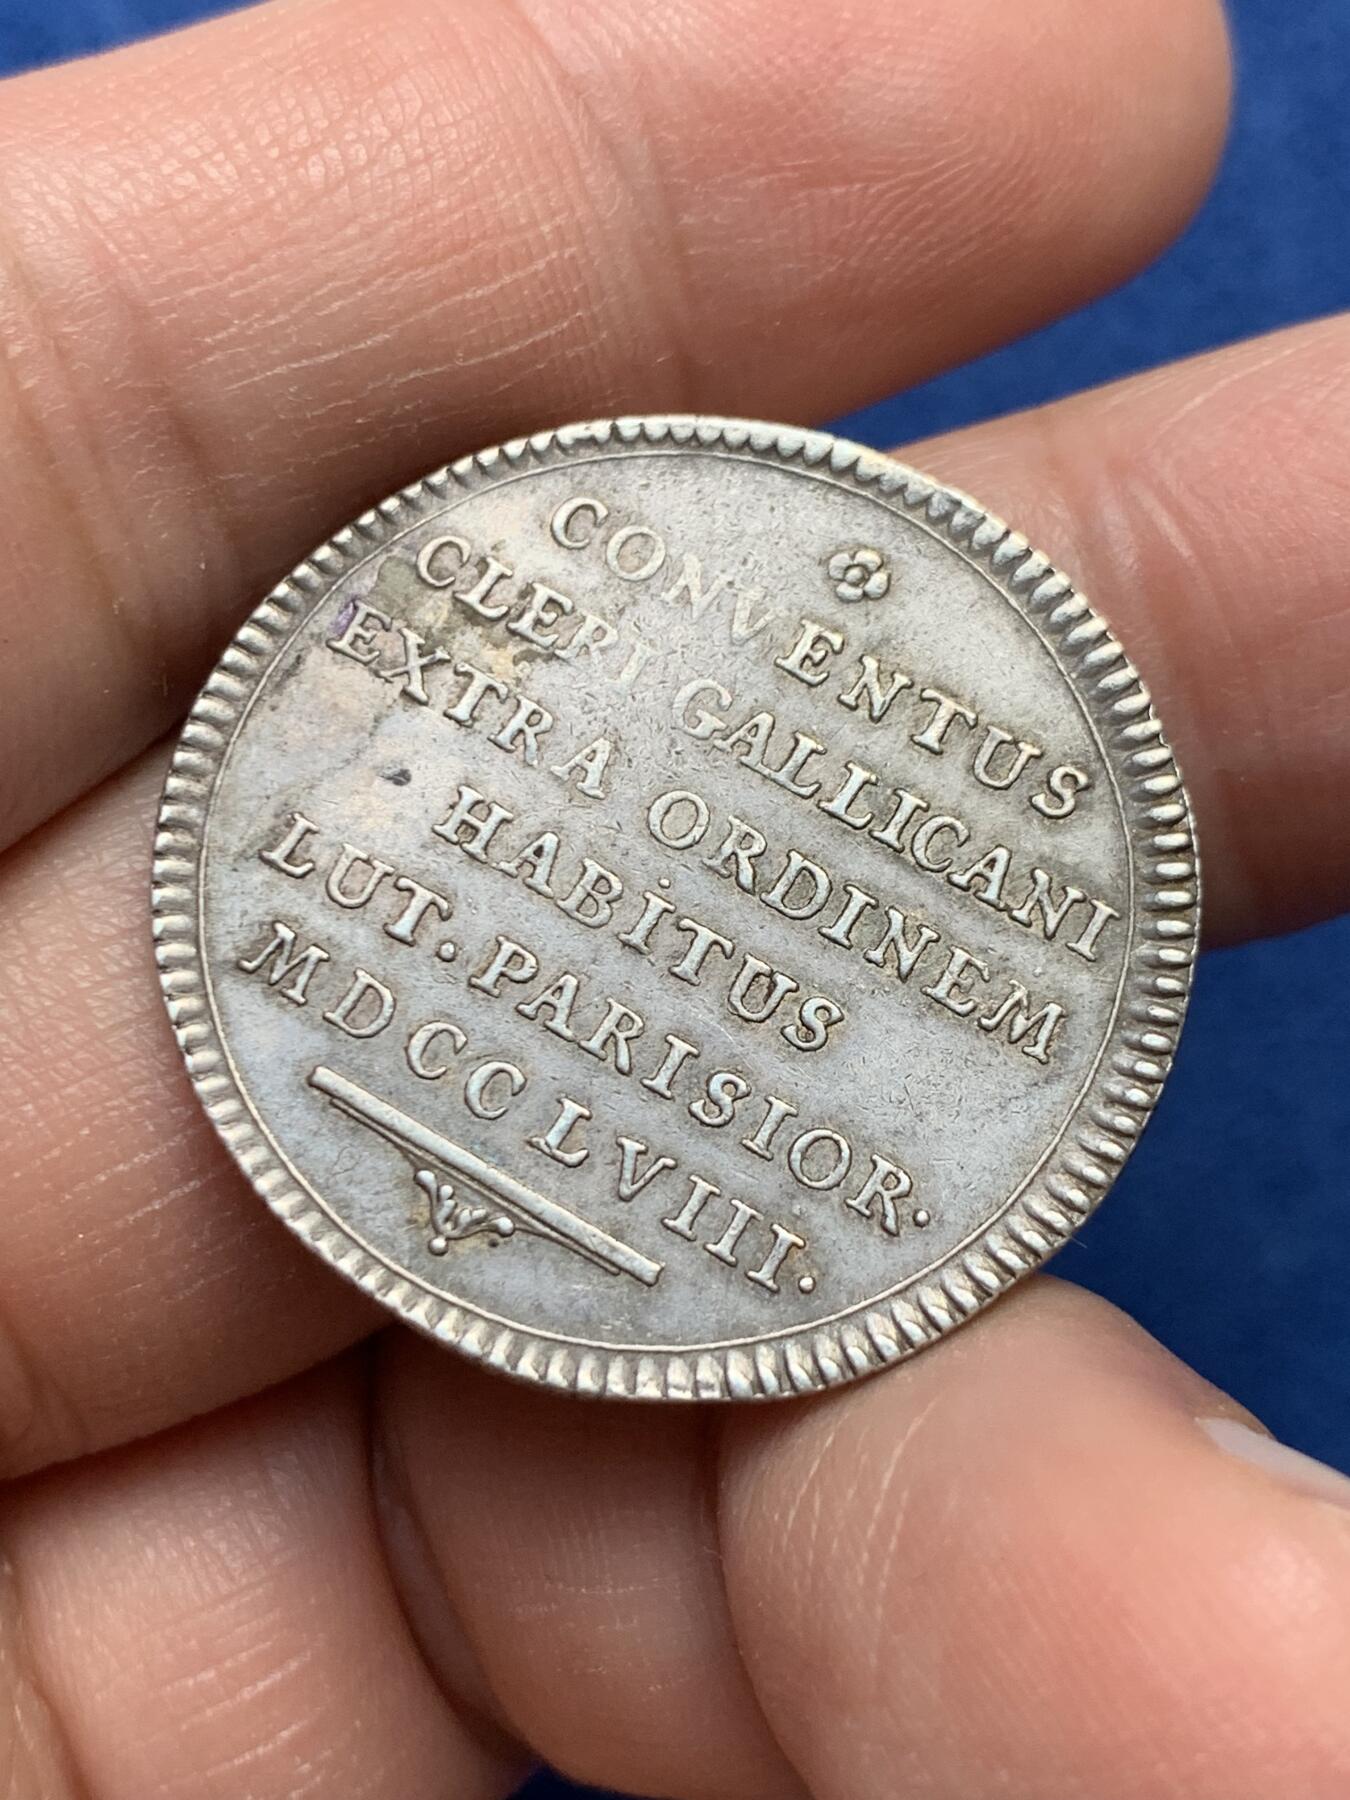 CONVENTUS
CLERI GALLICANI
EXTRA ORDINEM
HABITUS
LUT. PARISIOR.
MDCCLVIII.